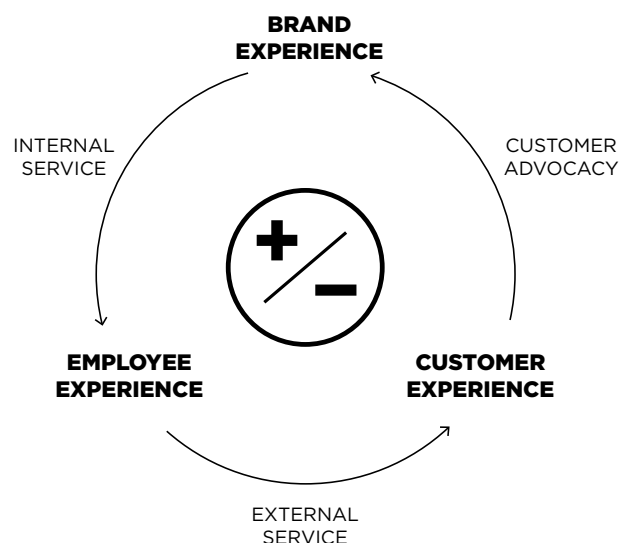 BRAND
EXPERIENCE
INTERNAL
SERVICE
CUSTOMER
ADVOCACY
+
−
EMPLOYEE
EXPERIENCE
CUSTOMER
EXPERIENCE
EXTERNAL
SERVICE